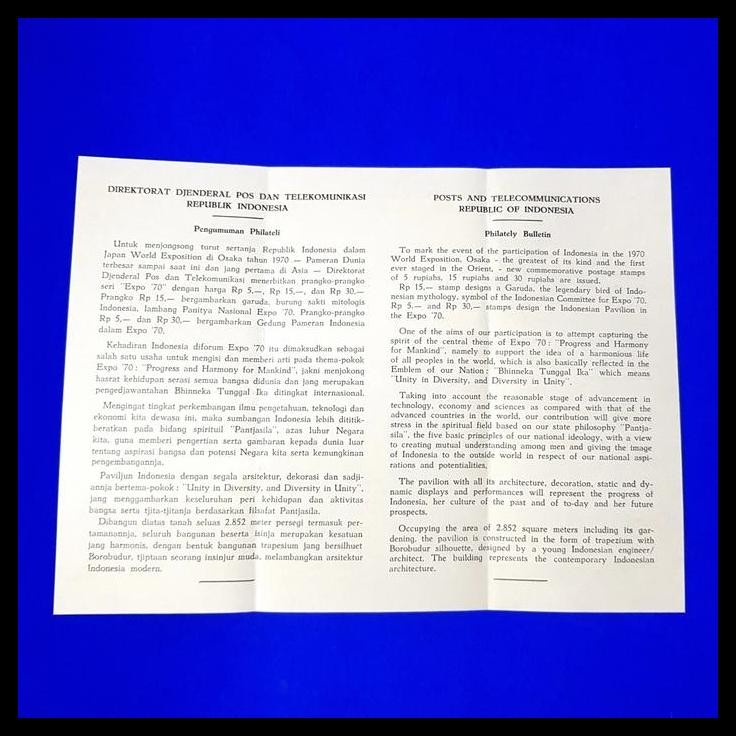 DIREKTORAT DJENDERAL POS DAN TELEKOMUNIKASI
REPUBLIK INDONESIA
Pengumuman Philateli
Untuk menjongsong turut sertanja Republik Indonesia dalam
Japan World Exposition di Osaka tahun 1970 — Pameran Dunia
terbesar sampai saat ini dan jang pertama di Asia — Direktorat
Djenderal Pos dan Telekomunikasi menerbitkan prangko-prangko
seri "Expo '70" dengan harga Rp 5,—, Rp 15,—, dan Rp 30,—
Prangko Rp 15,— bergambarkan garuda, burung sakti mitologis
Indonesia, lambang Panitya Nasional Expo '70. Prangko-prangko
Rp 5,— dan Rp 30,— bergambarkan Gedung Pameran Indonesia
dalam Expo '70.
Kehadiran Indonesia diforum Expo '70 itu dimaksudkan sebagai
salah satu usaha untuk mengisi dan memberi arti pada thema-pokok
Expo '70 : "Progress and Harmony for Mankind", jakni menjokong
hasrat kehidupan serasi semua bangsa didunia dan jang merupakan
pengedjawantahan Bhinneka Tunggal Ika ditingkat internasional.
Mengingat tingkat perkembangan ilmu pengetahuan, teknologi dan
ekonomi kita dewasa ini, maka sumbangan Indonesia lebih dititik-
beratkan pada bidang spirituil "Pantjasila", azas luhur Negara
kita, guna memberi pengertian serta gambaran kepada dunia luar
tentang aspirasi bangsa dan potensi Negara kita serta kemungkinan
pengembangannja.
Paviljun Indonesia dengan segala arsitektur, dekorasi dan sadji-
annja bertema-pokok : "Unity in Diversity, and Diversity in Unity",
jang menggambarkan keseluruhan peri kehidupan dan aktivitas
bangsa serta tjita-tjitanja berdasarkan filsafat Pantjasila.
Dibangun diatas tanah seluas 2.852 meter persegi termasuk per-
tamanannja, seluruh bangunan beserta isinja merupakan kesatuan
jang harmonis, dengan bentuk bangunan trapesium jang bersilhuet
Borobudur, tjiptaan seorang insinjur muda, melambangkan arsitektur
Indonesia modern.
POSTS AND TELECOMMUNICATIONS
REPUBLIC OF INDONESIA
Philately Bulletin
To mark the event of the participation of Indonesia in the 1970
World Exposition, Osaka - the greatest of its kind and the first
ever staged in the Orient, - new commemorative postage stamps
of 5 rupiahs, 15 rupiahs and 30 rupiahs are issued.
Rp 15,— stamp designs a Garuda, the legendary bird of Indo-
nesian mythology, symbol of the Indonesian Committee for Expo '70.
Rp 5,— and Rp 30,— stamps design the Indonesian Pavilion in
the Expo '70.
One of the aims of our participation is to attempt capturing the
spirit of the central theme of Expo '70 : "Progress and Harmony
for Mankind", namely to support the idea of a harmonious life
of all peoples in the world, which is also basically reflected in the
Emblem of our Nation : "Bhinneka Tunggal Ika" which means
"Unity in Diversity, and Diversity in Unity".
Taking into account the reasonable stage of advancement in
technology, economy and sciences as compared with that of the
advanced countries in the world, our contribution will give more
stress in the spiritual field based on our state philosophy "Pantja-
sila", the five basic principles of our national ideology, with a view
to creating mutual understanding among men and giving the image
of Indonesia to the outside world in respect of our national aspi-
rations and potentialities.
The pavilion with all its architecture, decoration, static and dy-
namic displays and performances will represent the progress of
Indonesia, her culture of the past and of to-day and her future
prospects.
Occupying the area of 2.852 square meters including its gar-
dening, the pavilion is constructed in the form of trapezium with
Borobudur silhouette, designed by a young Indonesian engineer/
architect. The building represents the contemporary Indonesian
architecture.